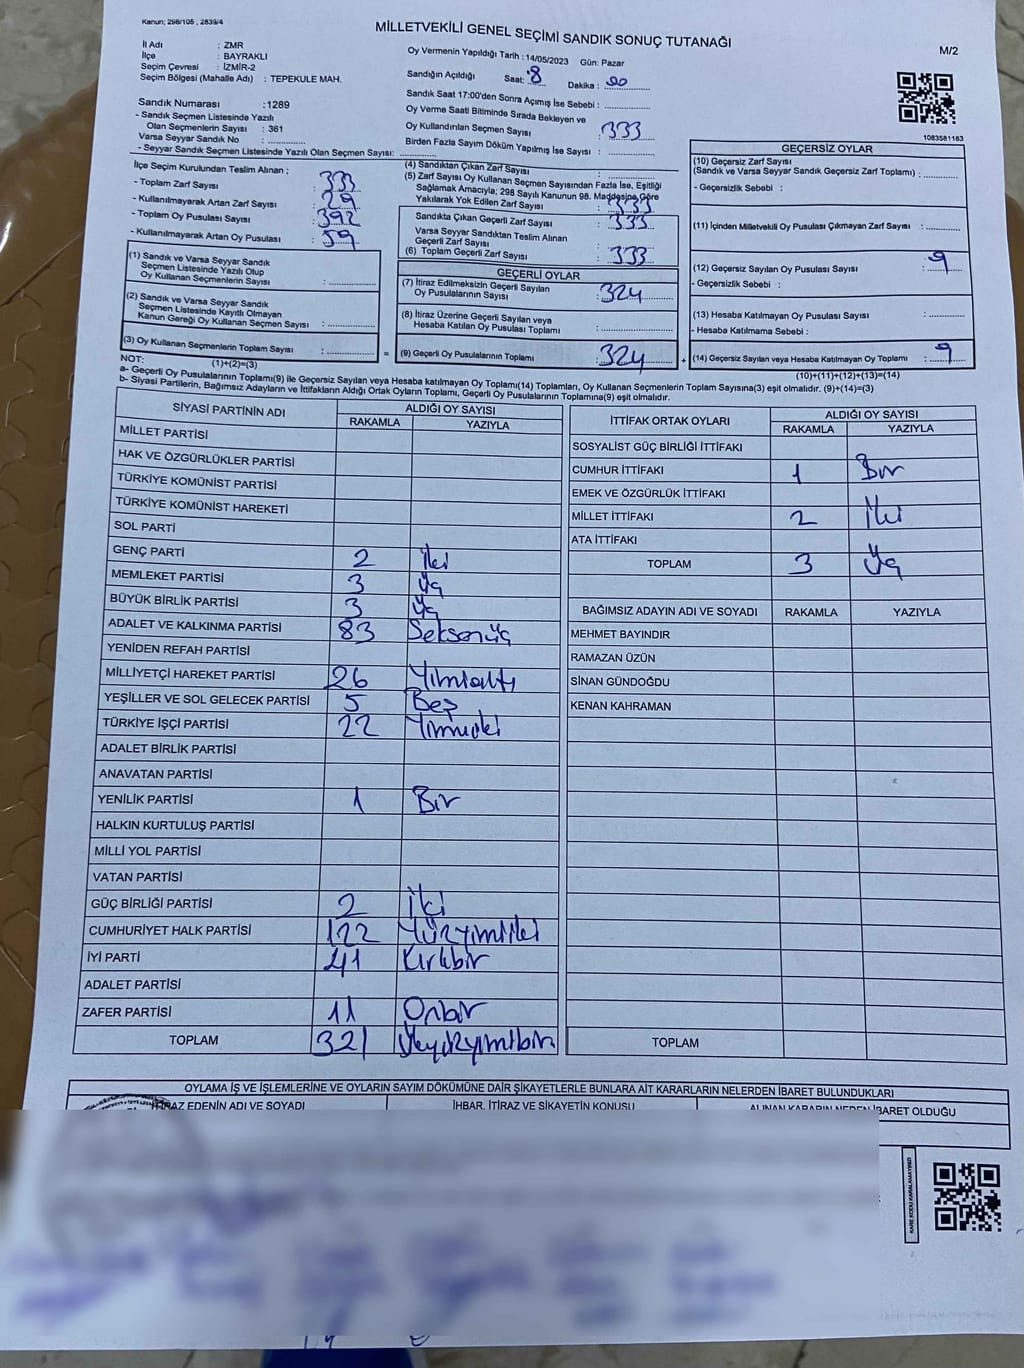 Kanun; 298/105 , 2839/4
MİLLETVEKİLİ GENEL SEÇİMİ SANDIK SONUÇ TUTANAĞI
M/2
İl Adı : ZMR
İlçe : BAYRAKLI
Seçim Çevresi : İZMİR-2
Seçim Bölgesi (Mahalle Adı) : TEPEKULE MAH.
Oy Vermenin Yapıldığı Tarih : 14/05/2023 Gün: Pazar
Sandığın Açıldığı Saat: 8 Dakika : 00
Sandık Saat 17:00'den Sonra Açımış İse Sebebi :
Oy Verme Saati Bitiminde Sırada Bekleyen ve
Oy Kullandırılan Seçmen Sayısı : 333
Birden Fazla Sayım Döküm Yapılmış İse Sayısı :
Sandık Numarası : 1289
- Sandık Seçmen Listesinde Yazılı
Olan Seçmenlerin Sayısı : 361
Varsa Seyyar Sandık No :
- Seyyar Sandık Seçmen Listesinde Yazılı Olan Seçmen Sayısı:
1083581163
İlçe Seçim Kurulundan Teslim Alınan ;
- Toplam Zarf Sayısı : 333
- Kullanılmayarak Artan Zarf Sayısı : 29
- Toplam Oy Pusulası Sayısı : 392
- Kullanılmayarak Artan Oy Pusulası : 59
(1) Sandık ve Varsa Seyyar Sandık
Seçmen Listesinde Yazılı Olup
Oy Kullanan Seçmenlerin Sayısı :
(2) Sandık ve Varsa Seyyar Sandık
Seçmen Listesinde Kayıtlı Olmayan
Kanun Gereği Oy Kullanan Seçmen Sayısı :
(3) Oy Kullanan Seçmenlerin Toplam Sayısı :
(1)+(2)=(3)
(4) Sandıktan Çıkan Zarf Sayısı :
(5) Zarf Sayısı Oy Kullanan Seçmen Sayısından Fazla İse, Eşitliği
Sağlamak Amacıyla; 298 Sayılı Kanunun 98. Maddesine Göre
Yakılarak Yok Edilen Zarf Sayısı : 333
Sandıkta Çıkan Geçerli Zarf Sayısı : 333
Varsa Seyyar Sandıktan Teslim Alınan
Geçerli Zarf Sayısı
(6) Toplam Geçerli Zarf Sayısı : 333
GEÇERLİ OYLAR
(7) İtiraz Edilmeksizin Geçerli Sayılan
Oy Pusulalarının Sayısı : 324
(8) İtiraz Üzerine Geçerli Sayılan veya
Hesaba Katılan Oy Pusulası Toplamı :
= (9) Geçerli Oy Pusulalarının Toplamı : 324 +
GEÇERSİZ OYLAR
(10) Geçersiz Zarf Sayısı
(Sandık ve Varsa Seyyar Sandık Geçersiz Zarf Toplamı) :
- Geçersizlik Sebebi :
(11) İçinden Milletvekili Oy Pusulası Çıkmayan Zarf Sayısı :
(12) Geçersiz Sayılan Oy Pusulası Sayısı : 9
- Geçersizlik Sebebi :
(13) Hesaba Katılmayan Oy Pusulası Sayısı :
- Hesaba Katılmama Sebebi :
(14) Geçersiz Sayılan veya Hesaba Katılmayan Oy Toplamı : 9
(10)+(11)+(12)+(13)=(14)
NOT:
a- Geçerli Oy Pusulalarının Toplamı(9) ile Geçersiz Sayılan veya Hesaba katılmayan Oy Toplamı(14) Toplamları, Oy Kullanan Seçmenlerin Toplam Sayısına(3) eşit olmalıdır. (9)+(14)=(3)
b- Siyasi Partilerin, Bağımsız Adayların ve İttifakların Aldığı Ortak Oyların Toplamı, Geçerli Oy Pusulalarının Toplamına(9) eşit olmalıdır.
SİYASİ PARTİNİN ADI ALDIĞI OY SAYISI
RAKAMLA YAZIYLA
MİLLET PARTİSİ
HAK VE ÖZGÜRLÜKLER PARTİSİ
TÜRKİYE KOMÜNİST PARTİSİ
TÜRKİYE KOMÜNİST HAREKETİ
SOL PARTİ
GENÇ PARTİ 2 İki
MEMLEKET PARTİSİ 3 Üç
BÜYÜK BİRLİK PARTİSİ 3 Üç
ADALET VE KALKINMA PARTİSİ 83 Seksenüç
YENİDEN REFAH PARTİSİ
MİLLİYETÇİ HAREKET PARTİSİ 26 Yirmialtı
YEŞİLLER VE SOL GELECEK PARTİSİ 5 Beş
TÜRKİYE İŞÇİ PARTİSİ 22 Yirmiiki
ADALET BİRLİK PARTİSİ
ANAVATAN PARTİSİ
YENİLİK PARTİSİ 1 Bir
HALKIN KURTULUŞ PARTİSİ
MİLLİ YOL PARTİSİ
VATAN PARTİSİ
GÜÇ BİRLİĞİ PARTİSİ 2 İki
CUMHURİYET HALK PARTİSİ 122 Yüzyirmiiki
İYİ PARTİ 41 Kırkbir
ADALET PARTİSİ
ZAFER PARTİSİ 11 Onbir
TOPLAM 321 Üçyüzyirmibir
İTTİFAK ORTAK OYLARI ALDIĞI OY SAYISI
RAKAMLA YAZIYLA
SOSYALİST GÜÇ BİRLİĞİ İTTİFAKI
CUMHUR İTTİFAKI 1 Bir
EMEK VE ÖZGÜRLÜK İTTİFAKI
MİLLET İTTİFAKI 2 İki
ATA İTTİFAKI
TOPLAM 3 Üç
BAĞIMSIZ ADAYIN ADI VE SOYADI RAKAMLA YAZIYLA
MEHMET BAYINDIR
RAMAZAN ÜZÜN
SİNAN GÜNDOĞDU
KENAN KAHRAMAN
TOPLAM
OYLAMA İŞ VE İŞLEMLERİNE VE OYLARIN SAYIM DÖKÜMÜNE DAİR ŞİKAYETLERLE BUNLARA AİT KARARLARIN NELERDEN İBARET BULUNDUKLARI
İTİRAZ EDENİN ADI VE SOYADI İHBAR, İTİRAZ VE ŞİKAYETİN KONUSU ALINAN KARARIN NEDEN İBARET OLDUĞU
KARE KODU KARALAMAYINIZ!